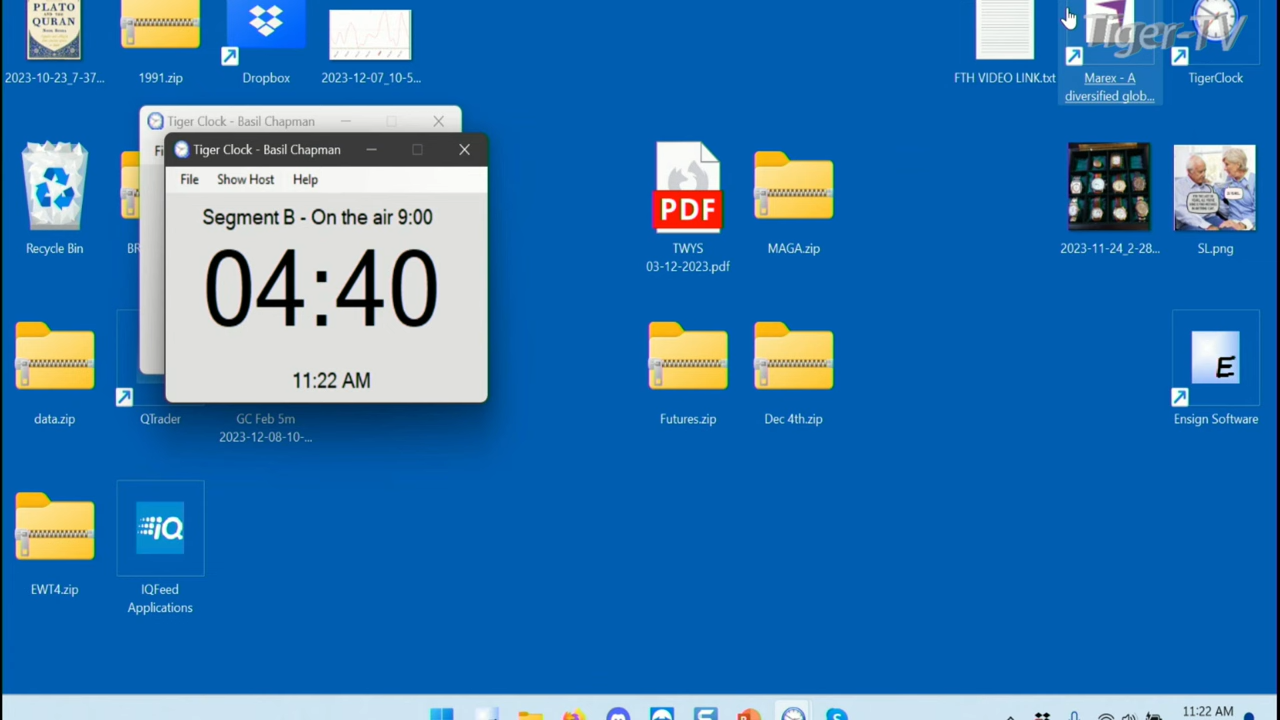 PLATO
QURAN
2023-10-23_7-37...
1991.zip
Dropbox
2023-12-07_10-5...
FTH VIDEO LINK.txt
Marex - A
diversified glob...
TigerClock
Tiger-TV
Tiger Clock - Basil Chapman
Fi
Tiger Clock - Basil Chapman
File
Show Host
Help
Segment B - On the air 9:00
04:40
11:22 AM
Recycle Bin
BR
PDF
TWYS
03-12-2023.pdf
MAGA.zip
2023-11-24_2-28...
SL.png
data.zip
QTrader
GC Feb 5m
2023-12-08-10-...
Futures.zip
Dec 4th.zip
E
Ensign Software
EWT4.zip
iQ
IQFeed
Applications
11:22 AM